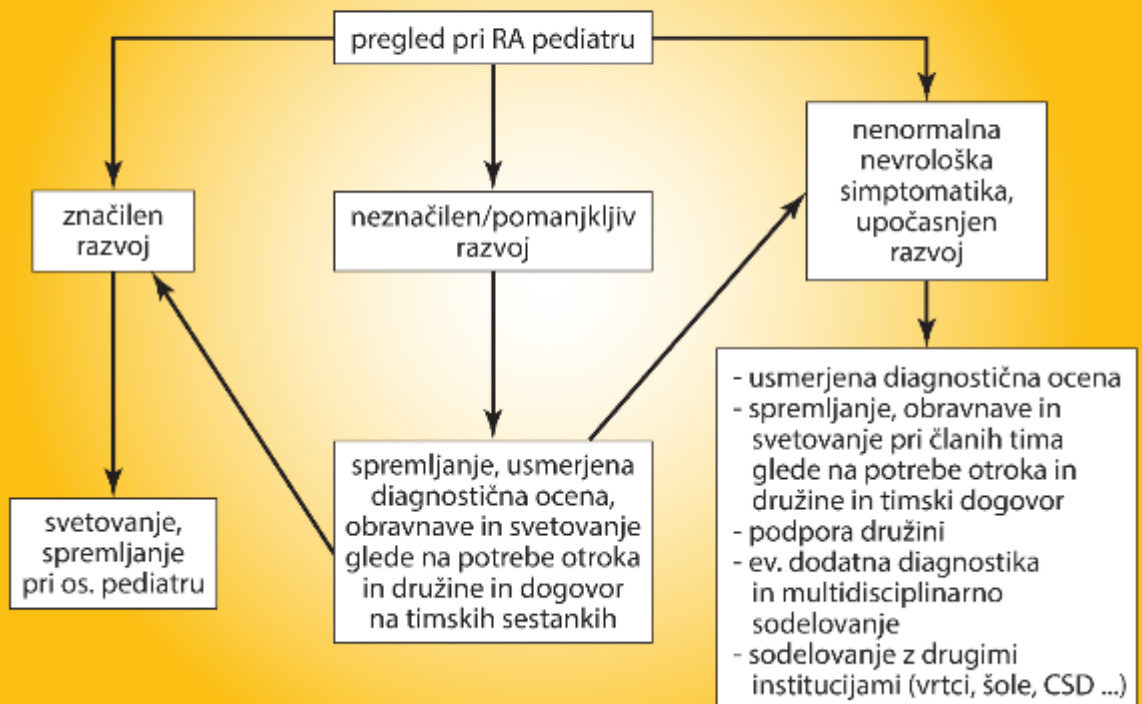 pregled pri RA pediatru
značilen
razvoj
neznačilen/pomanjkljiv
razvoj
nenormalna
nevrološka
simptomatika,
upočasnjen
razvoj
svetovanje,
spremljanje
pri os. pediatru
spremljanje, usmerjena
diagnostična ocena,
obravnave in svetovanje
glede na potrebe otroka
in družine in dogovor
na timskih sestankih
- usmerjena diagnostična ocena
- spremljanje, obravnave in
svetovanje pri članih tima
glede na potrebe otroka in
družine in timski dogovor
- podpora družini
- ev. dodatna diagnostika
in multidisciplinarno
sodelovanje
- sodelovanje z drugimi
institucijami (vrtci, šole, CSD ...)